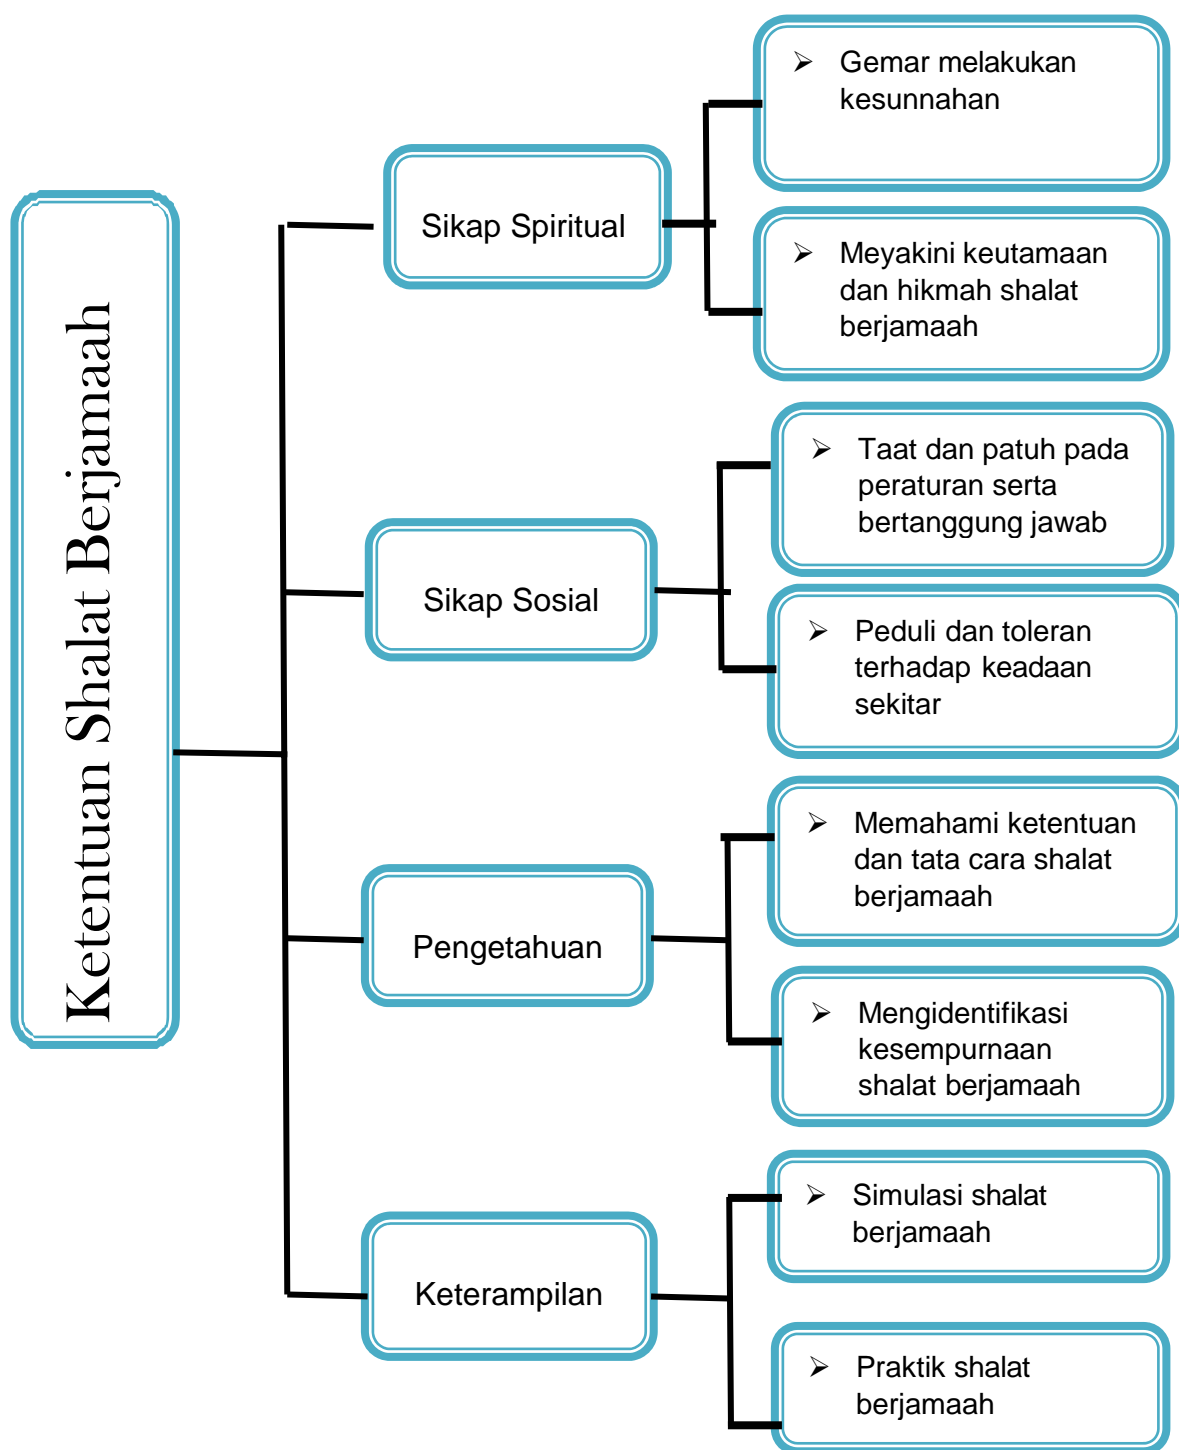 Ketentuan Shalat Berjamaah
Sikap Spiritual
➢ Gemar melakukan
kesunnahan
➢ Meyakini keutamaan
dan hikmah shalat
berjamaah
Sikap Sosial
➢ Taat dan patuh pada
peraturan serta
bertanggung jawab
➢ Peduli dan toleran
terhadap keadaan
sekitar
Pengetahuan
➢ Memahami ketentuan
dan tata cara shalat
berjamaah
➢ Mengidentifikasi
kesempurnaan
shalat berjamaah
Keterampilan
➢ Simulasi shalat
berjamaah
➢ Praktik shalat
berjamaah